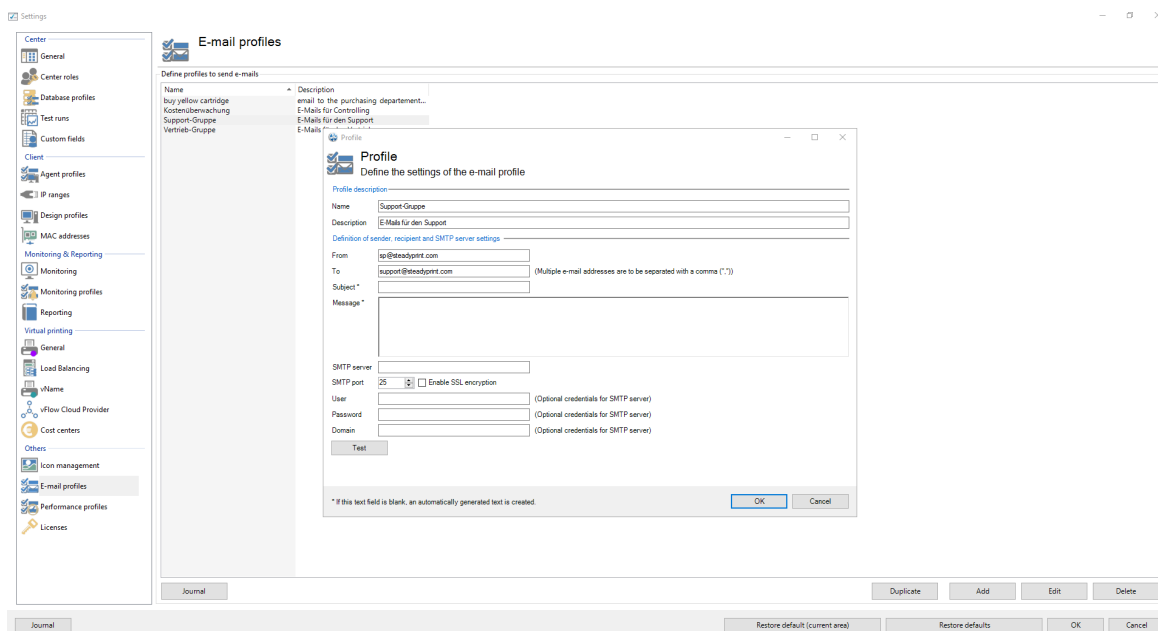 Settings
Center
General
Center roles
Database profiles
Test runs
Custom fields
Client
Agent profiles
IP ranges
Design profiles
MAC addresses
Monitoring & Reporting
Monitoring
Monitoring profiles
Reporting
Virtual printing
General
Load Balancing
vName
vFlow Cloud Provider
Cost centers
Others
Icon management
E-mail profiles
Performance profiles
Licenses
E-mail profiles
Define profiles to send e-mails
Name Description
buy yellow cartridge email to the purchasing departement...
Kostenüberwachung E-Mails für Controlling
Support-Gruppe E-Mails für den Support
Vertrieb-Gruppe E-Mails
Profile
Profile
Define the settings of the e-mail profile
Profile description
Name Support-Gruppe
Description E-Mails für den Support
Definition of sender, recipient and SMTP server settings
From sp@steadyprint.com
To support@steadyprint.com (Multiple e-mail addresses are to be separated with a comma (","))
Subject *
Message *
SMTP server
SMTP port 25 Enable SSL encryption
User (Optional credentials for SMTP server)
Password (Optional credentials for SMTP server)
Domain (Optional credentials for SMTP server)
Test
* If this text field is blank, an automatically generated text is created.
OK Cancel
Journal Duplicate Add Edit Delete
Journal Restore default (current area) Restore defaults OK Cancel